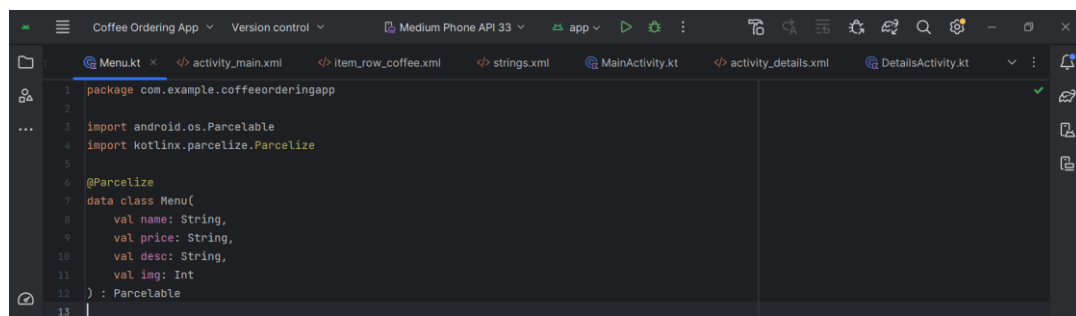 Coffee Ordering App Version control Medium Phone API 33 app
Menu.kt activity_main.xml item_row_coffee.xml strings.xml MainActivity.kt activity_details.xml DetailsActivity.kt
1 package com.example.coffeeorderingapp
2
3 import android.os.Parcelable
4 import kotlinx.parcelize.Parcelize
5
6 @Parcelize
7 data class Menu(
8 val name: String,
9 val price: String,
10 val desc: String,
11 val img: Int
12 ) : Parcelable
13